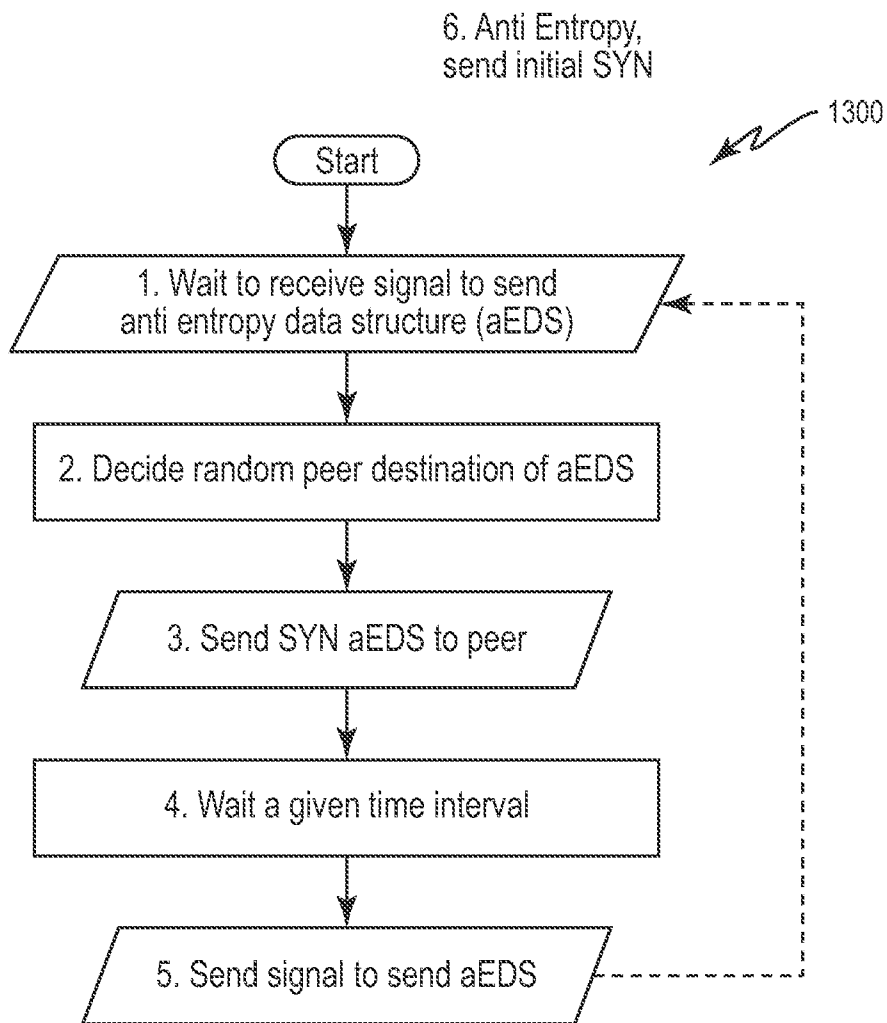 6. Anti Entropy,
send initial SYN
1300
Start
1. Wait to receive signal to send
anti entropy data structure (aEDS)
2. Decide random peer destination of aEDS
3. Send SYN aEDS to peer
4. Wait a given time interval
5. Send signal to send aEDS